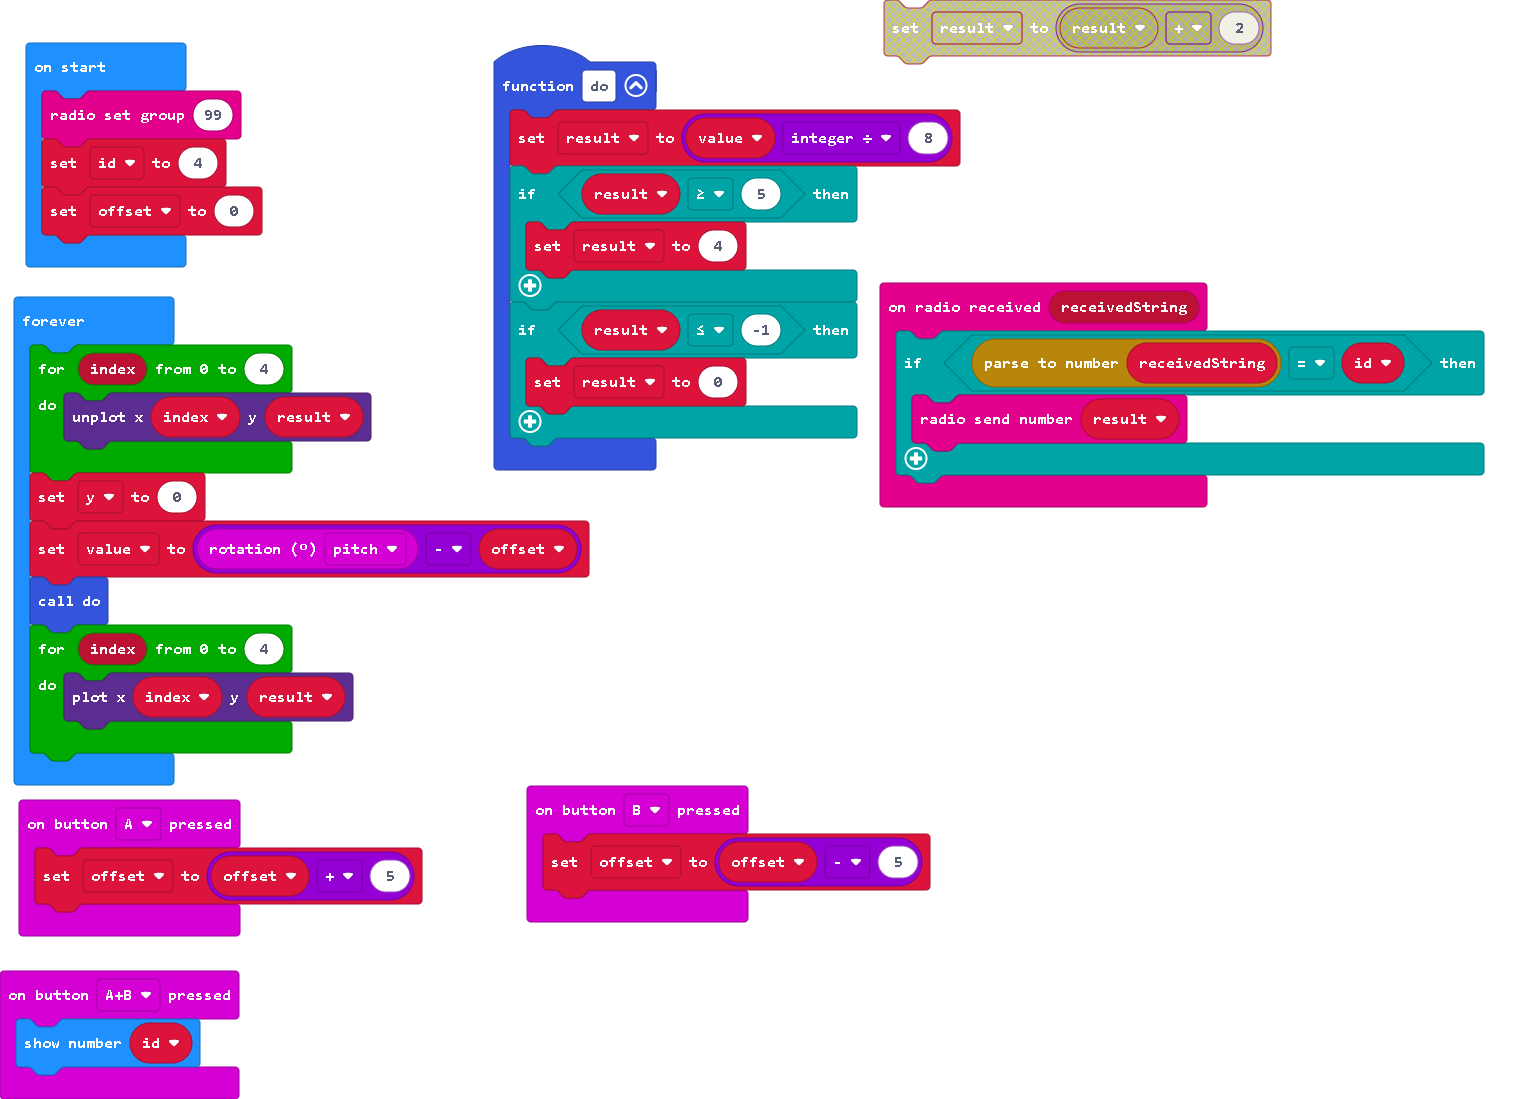 set result to result + 2
on start
radio set group 99
set id to 4
set offset to 0
function do
set result to value integer ÷ 8
if result ≥ 5 then
set result to 4
if result ≤ -1 then
set result to 0
on radio received receivedString
if parse to number receivedString = id then
radio send number result
forever
for index from 0 to 4
do unplot x index y result
set y to 0
set value to rotation (º) pitch - offset
call do
for index from 0 to 4
do plot x index y result
on button A pressed
set offset to offset + 5
on button B pressed
set offset to offset - 5
on button A+B pressed
show number id